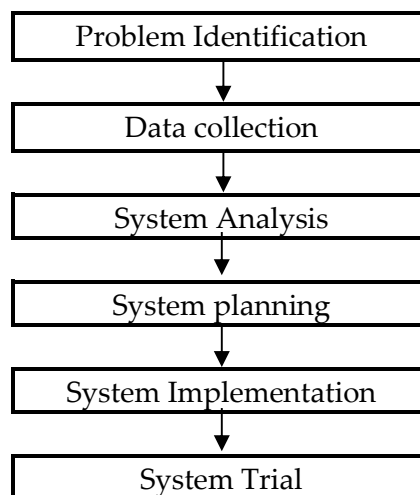 Problem Identification
Data collection
System Analysis
System planning
System Implementation
System Trial